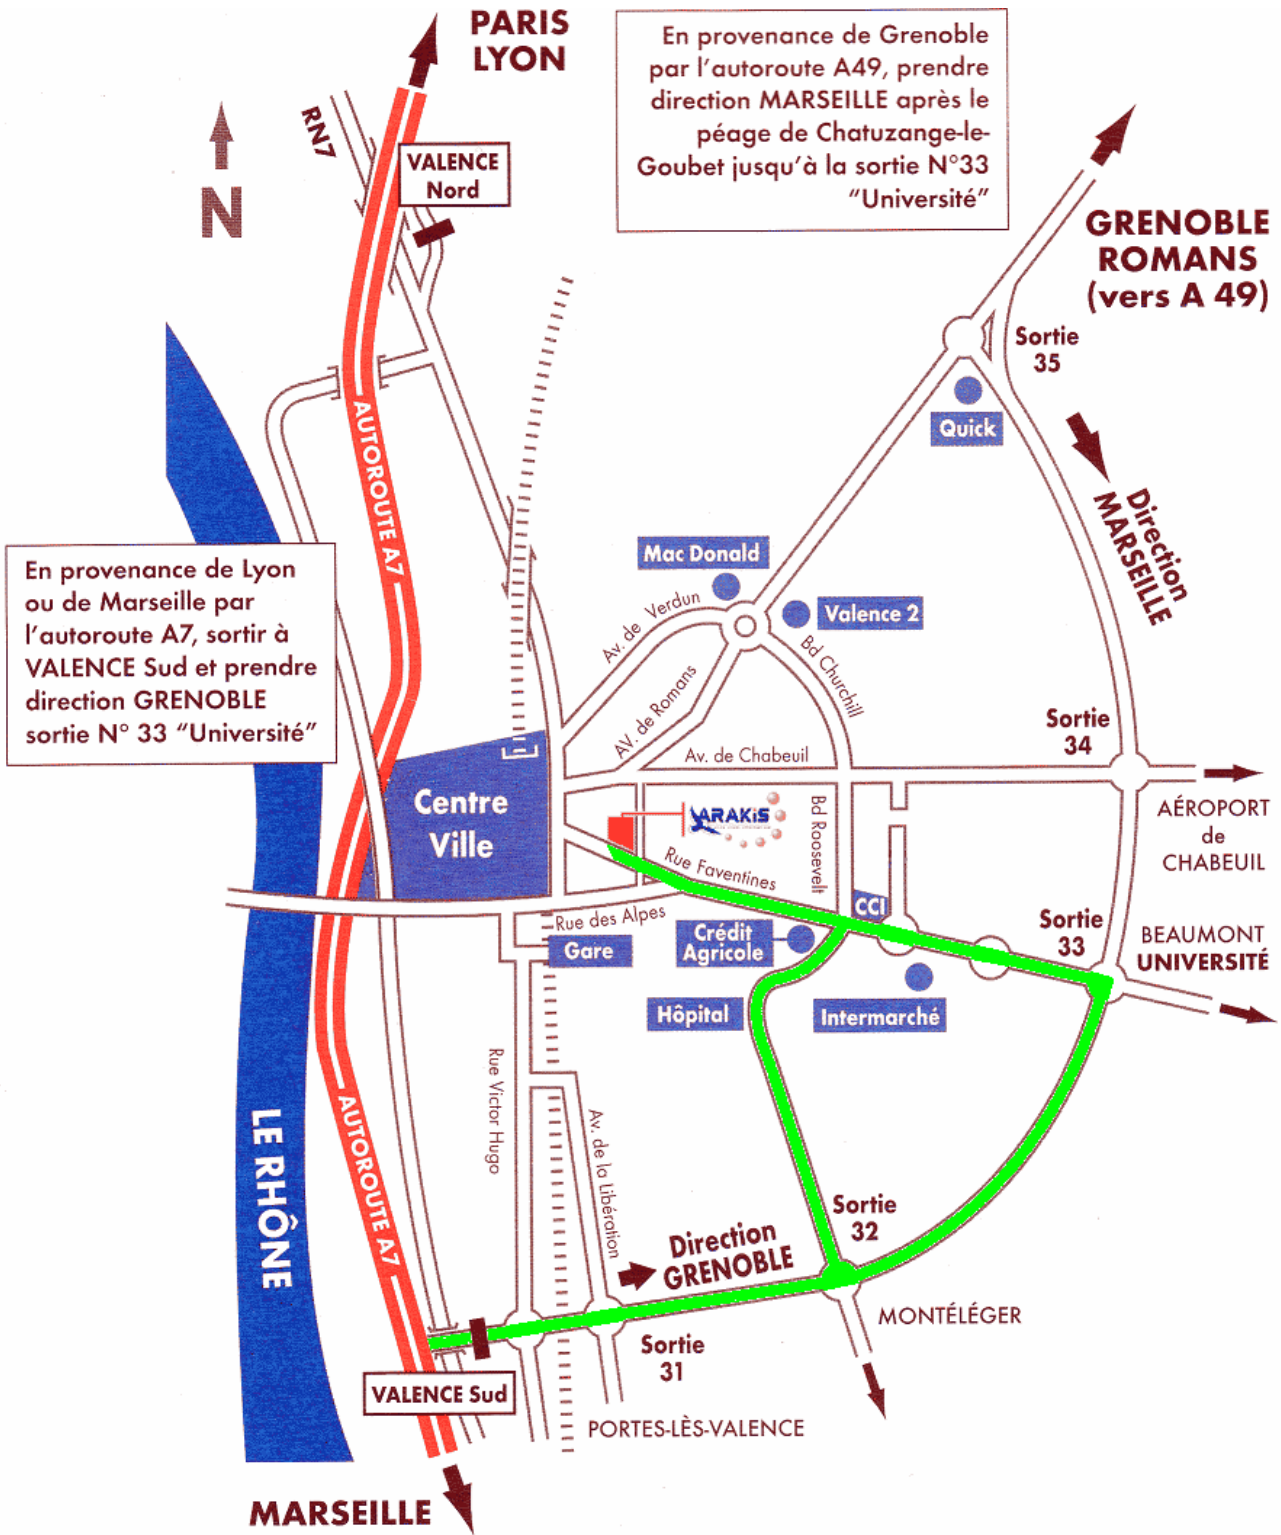 PARIS
LYON
En provenance de Grenoble
par l'autoroute A49, prendre
direction MARSEILLE après le
péage de Chatuzange-le-
Goubet jusqu'à la sortie N°33
"Université"
RN7
VALENCE
Nord
N
GRENOBLE
ROMANS
(vers A 49)
Sortie
35
Quick
Direction
MARSEILLE
AUTOROUTE A7
En provenance de Lyon
ou de Marseille par
l'autoroute A7, sortir à
VALENCE Sud et prendre
direction GRENOBLE
sortie N° 33 "Université"
Mac Donald
Valence 2
Av. de Verdun
AV. de Romans
Bd Churchill
Sortie
34
Av. de Chabeuil
Centre
Ville
ARAKiS
Bd Roosevelt
AÉROPORT
de
CHABEUIL
Rue Faventines
CCI
Rue des Alpes
Gare
Crédit
Agricole
Sortie
33
BEAUMONT
UNIVERSITÉ
Hôpital
Intermarché
Rue Victor Hugo
Av. de la Libération
LE RHÔNE
AUTOROUTE A7
Sortie
32
Direction
GRENOBLE
MONTÉLÉGER
Sortie
31
VALENCE Sud
PORTES-LÈS-VALENCE
MARSEILLE